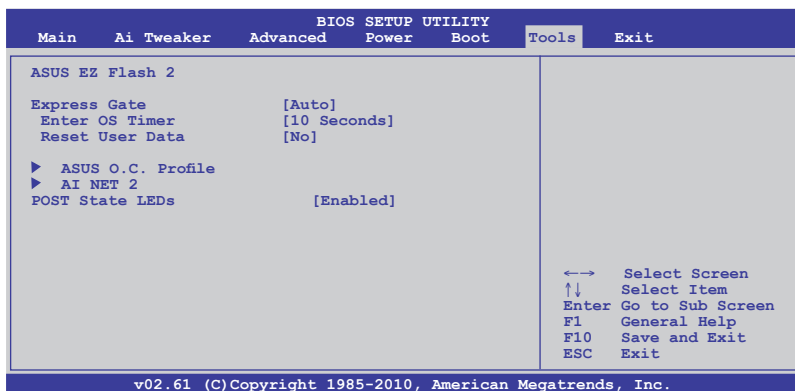 BIOS SETUP UTILITY
Main Ai Tweaker Advanced Power Boot Tools Exit
ASUS EZ Flash 2
Express Gate [Auto]
Enter OS Timer [10 Seconds]
Reset User Data [No]
▶ ASUS O.C. Profile
▶ AI NET 2
POST State LEDs [Enabled]
←→ Select Screen
↑↓ Select Item
Enter Go to Sub Screen
F1 General Help
F10 Save and Exit
ESC Exit
v02.61 (C)Copyright 1985-2010, American Megatrends, Inc.